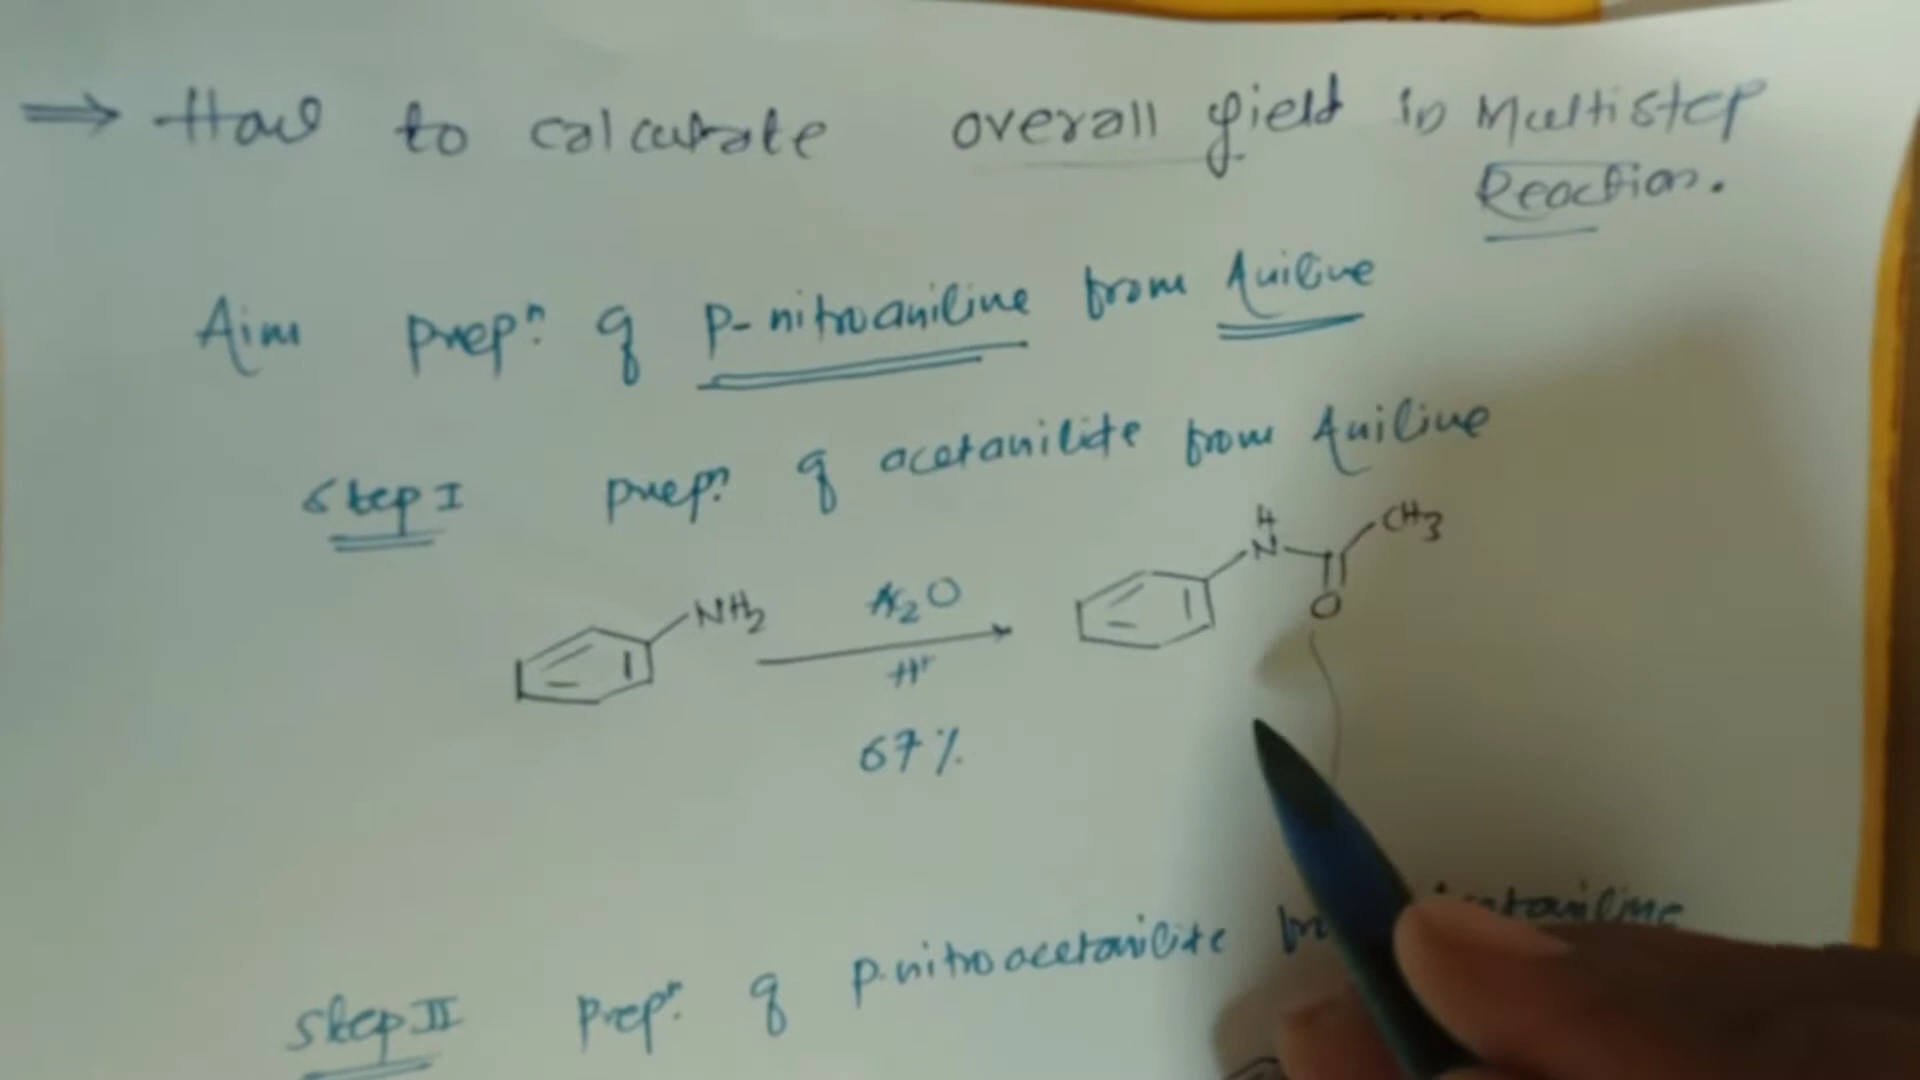 ⇒ How to calculate overall yield in Multistep
Reaction.
Aim prepn. of p-nitroaniline from Aniline
Step I prepn. of acetanilide from Aniline
NH2 Ac2O H+ 67%
H N CH3 O
Step II prepn. of p.nitroacetanilide